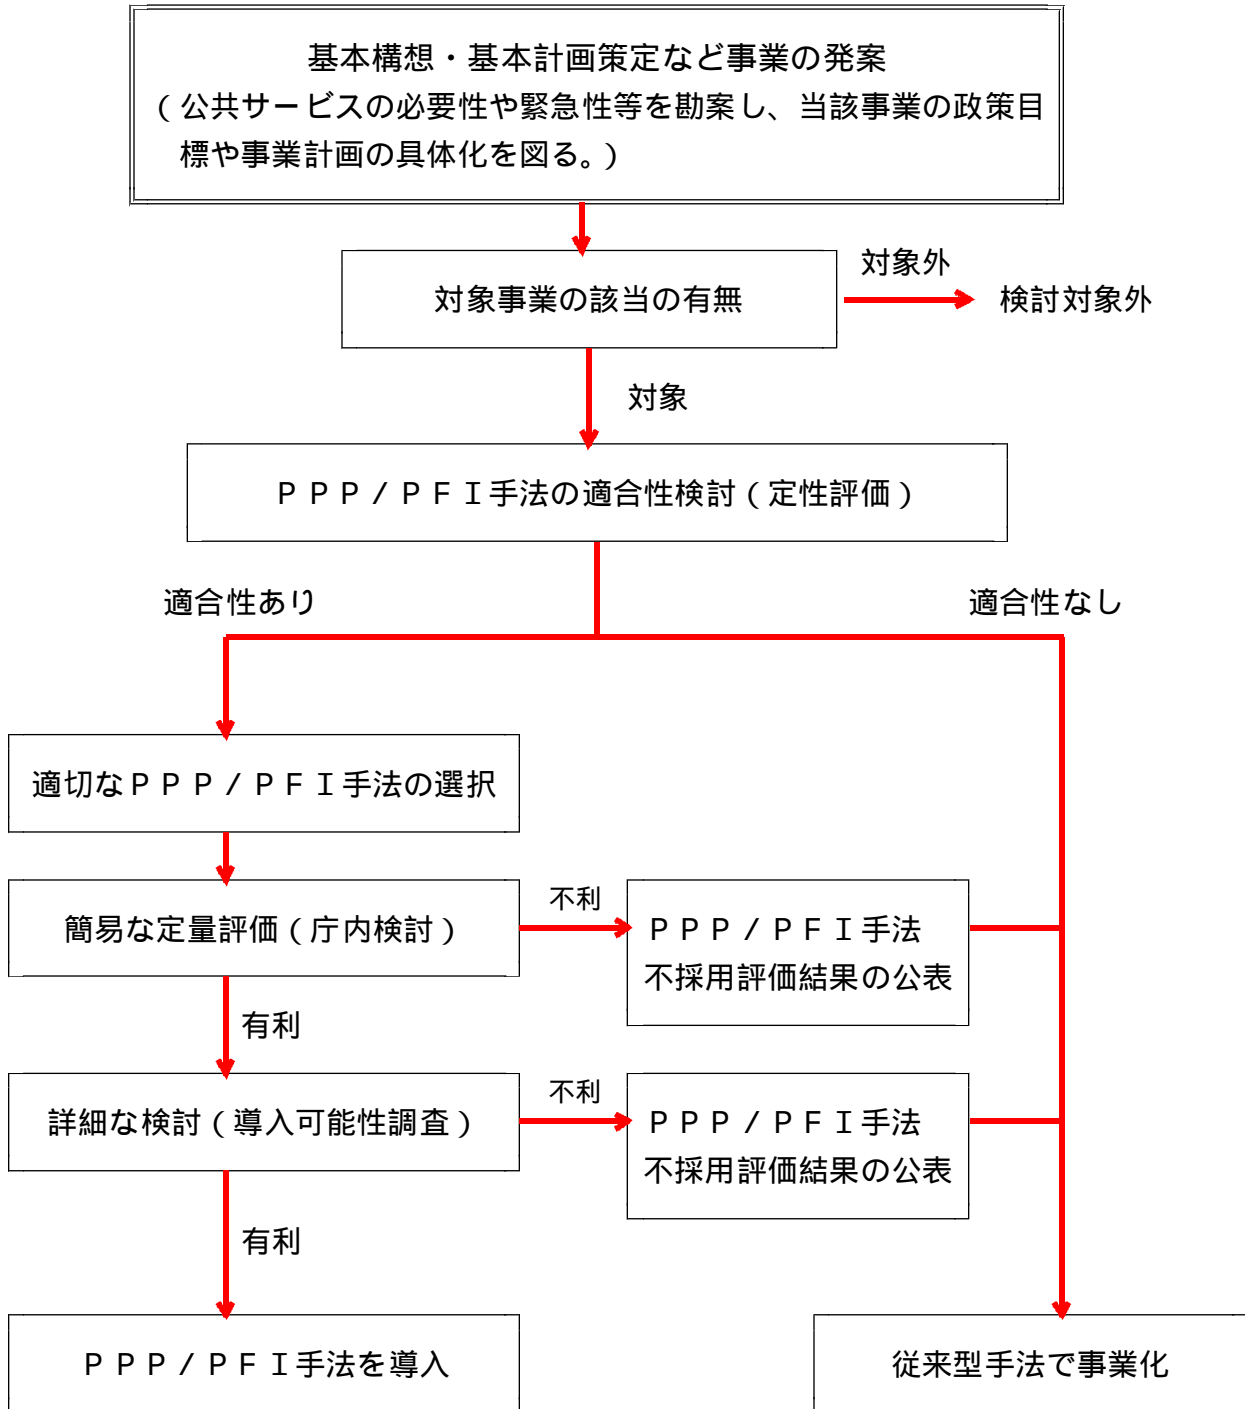 基本構想・基本計画策定など事業の発案
(公共サービスの必要性や緊急性等を勘案し、当該事業の政策目
標や事業計画の具体化を図る。)
対象外
対象事業の該当の有無
検討対象外
対象
PPP/PFI手法の適合性検討(定性評価)
適合性あり
適合性なし
適切なPPP/PFI手法の選択
不利
簡易な定量評価(庁内検討)
PPP/PFI手法
不採用評価結果の公表
有利
不利
詳細な検討(導入可能性調査)
PPP/PFI手法
不採用評価結果の公表
有利
PPP/PFI手法を導入
従来型手法で事業化